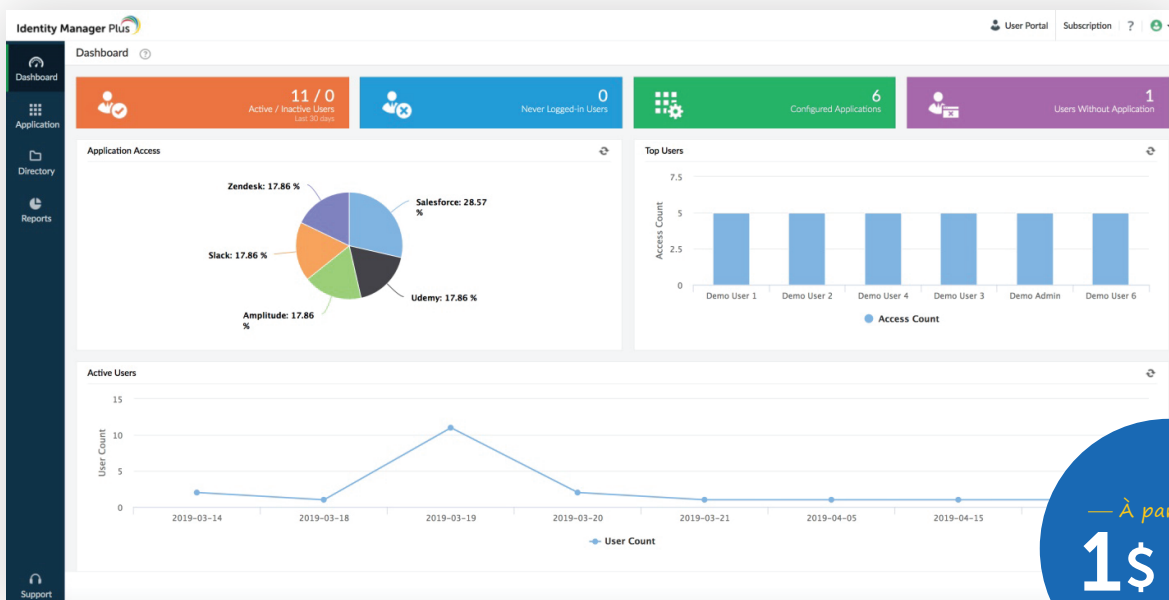 Identity Manager Plus
User Portal
Subscription
?
Dashboard
?
Dashboard
Application
Directory
Reports
Support
11 / 0
Active / Inactive Users
Last 30 days
0
Never Logged-in Users
6
Configured Applications
1
Users Without Application
Application Access
Zendesk: 17.86 %
Salesforce: 28.57
%
Slack: 17.86 %
Udemy: 17.86 %
Amplitude: 17.86
%
Top Users
7.5
5
2.5
0
Access Count
Demo User 1
Demo User 2
Demo User 4
Demo User 3
Demo Admin
Demo User 6
Access Count
Active Users
15
10
5
0
User Count
2019-03-14
2019-03-18
2019-03-19
2019-03-20
2019-03-21
2019-04-05
2019-04-15
User Count
À par
1$